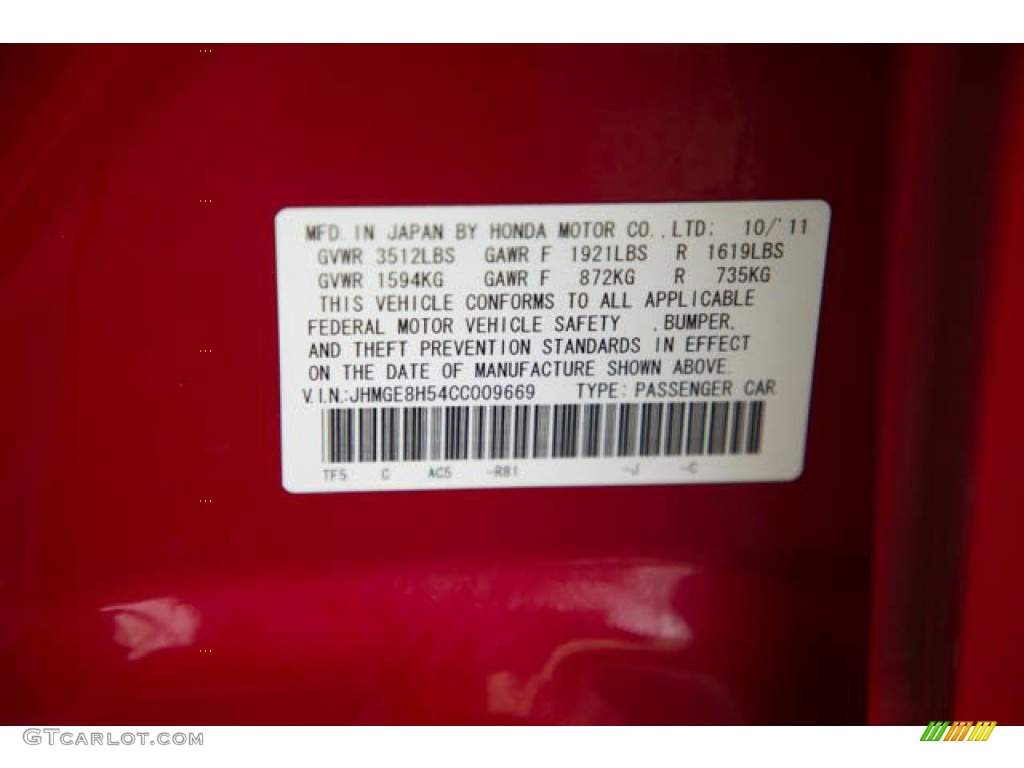 MFD. IN JAPAN BY HONDA MOTOR CO., LTD: 10/'11
GVWR 3512LBS GAWR F 1921LBS R 1619LBS
GVWR 1594KG GAWR F 872KG R 735KG
THIS VEHICLE CONFORMS TO ALL APPLICABLE
FEDERAL MOTOR VEHICLE SAFETY , BUMPER,
AND THEFT PREVENTION STANDARDS IN EFFECT
ON THE DATE OF MANUFACTURE SHOWN ABOVE.
V.I.N.:JHMGE8H54CC009669 TYPE: PASSENGER CAR
TF5 C AC5 -R81 -J -C
GTCARLOT.COM